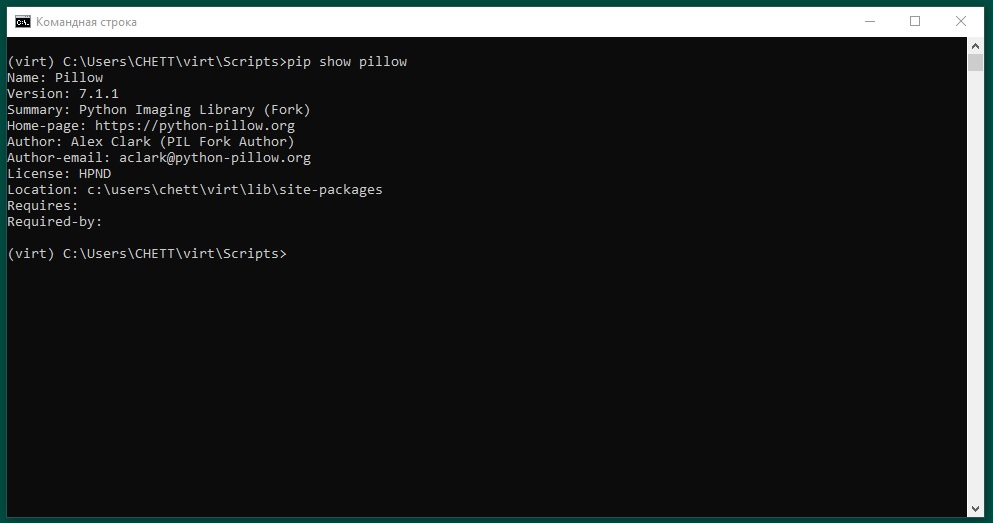 Командная строка
(virt) C:\Users\CHETT\virt\Scripts>pip show pillow
Name: Pillow
Version: 7.1.1
Summary: Python Imaging Library (Fork)
Home-page: https://python-pillow.org
Author: Alex Clark (PIL Fork Author)
Author-email: aclark@python-pillow.org
License: HPND
Location: c:\users\chett\virt\lib\site-packages
Requires:
Required-by:
(virt) C:\Users\CHETT\virt\Scripts>